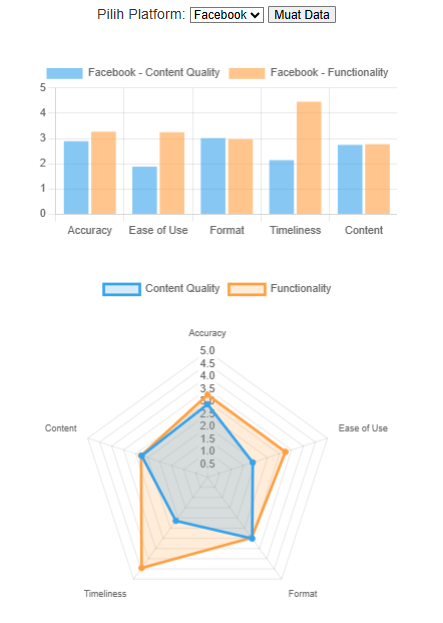 Pilih Platform: Facebook Muat Data
Facebook - Content Quality Facebook - Functionality
5
4
3
2
1
0
Accuracy Ease of Use Format Timeliness Content
Content Quality Functionality
Accuracy
5.0
4.5
4.0
3.5
3.0
2.5
2.0
1.5
1.0
0.5
Content Ease of Use
Timeliness Format